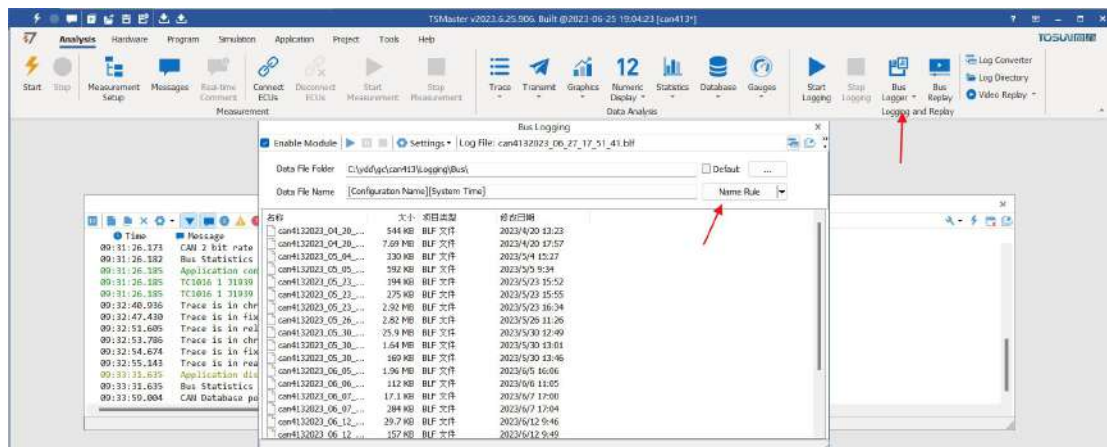 TSMaster v2023.6.25.906. Built @2023-06-25 19:04:23 [can413*]
Analysis Hardware Program Simulation Application Project Tools Help
TOSUN
Start Stop Measurement Setup Messages Real-time Comment Connect ECUs Disconnect ECUs Start Measurement Stop Measurement Trace Transmit Graphics 12 Numeric Display Statistics Database Gauges Start Logging Stop Logging Bus Logger Bus Replay
Log Converter
Log Directory
Video Replay
Measurement Data Analysis Logging and Replay
Bus Logging
Enable Module Settings Log File: can4132023_06_27_17_51_41.blf
Data File Folder C:\ydd\gc\can413\Logging\Bus\ Default ...
Data File Name [Configuration Name][System Time] Name Rule
名称 大小 项目类型 修改日期
can4132023_04_20_... 544 KB BLF 文件 2023/4/20 13:23
can4132023_04_20_... 7.69 MB BLF 文件 2023/4/20 17:57
can4132023_05_04_... 330 KB BLF 文件 2023/5/4 15:27
can4132023_05_05_... 592 KB BLF 文件 2023/5/5 9:34
can4132023_05_23_... 194 KB BLF 文件 2023/5/23 15:52
can4132023_05_23_... 275 KB BLF 文件 2023/5/23 15:55
can4132023_05_23_... 2.92 MB BLF 文件 2023/5/23 16:34
can4132023_05_26_... 2.82 MB BLF 文件 2023/5/26 11:26
can4132023_05_30_... 25.9 MB BLF 文件 2023/5/30 12:49
can4132023_05_30_... 1.64 MB BLF 文件 2023/5/30 13:01
can4132023_05_30_... 169 KB BLF 文件 2023/5/30 13:46
can4132023_06_05_... 1.96 MB BLF 文件 2023/6/5 16:06
can4132023_06_06_... 112 KB BLF 文件 2023/6/6 11:05
can4132023_06_07_... 17.1 KB BLF 文件 2023/6/7 17:00
can4132023_06_07_... 284 KB BLF 文件 2023/6/7 17:04
can4132023_06_12_... 29.7 KB BLF 文件 2023/6/12 9:46
can4132023_06_12_... 157 KB BLF 文件 2023/6/12 9:49
Time Message
09:31:26.173 CAN 2 bit rate
09:31:26.182 Bus Statistics
09:31:26.185 Application con
09:31:26.185 TC1016 1 31939
09:31:26.185 TC1016 1 31939
09:32:40.936 Trace is in chr
09:32:47.430 Trace is in fix
09:32:51.605 Trace is in rel
09:32:53.786 Trace is in chr
09:32:54.674 Trace is in fix
09:32:55.143 Trace is in rea
09:33:31.635 Application dis
09:33:31.635 Bus Statistics
09:33:59.004 CAN Database po